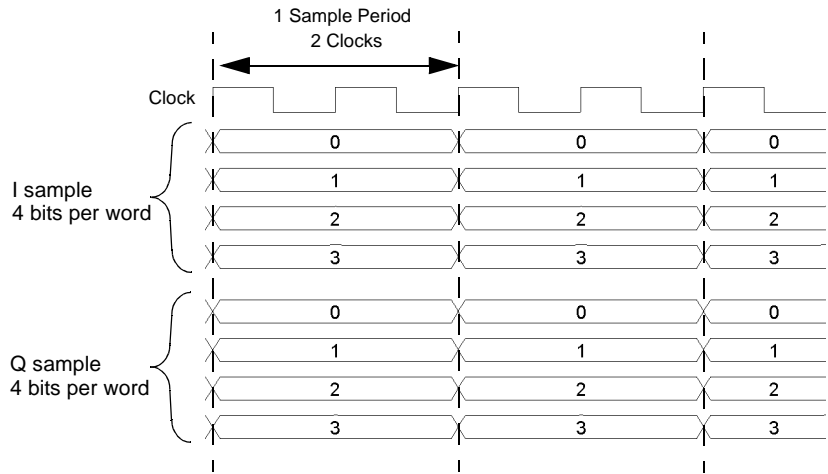 1 Sample Period
2 Clocks
Clock
0 0 0
1 1 1
I sample
4 bits per word
2 2 2
3 3 3
0 0 0
1 1 1
Q sample
4 bits per word
2 2 2
3 3 3